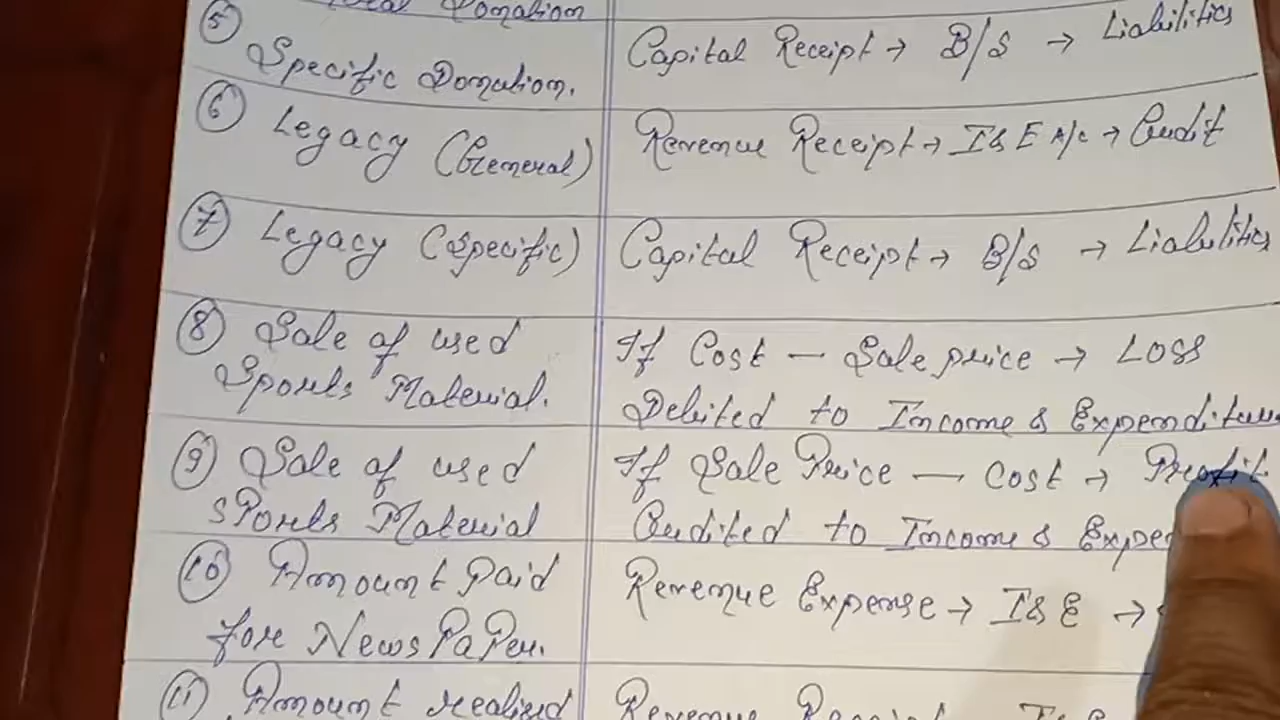 Donation
5 Specific Donation. Capital Receipt → B/S → Liabilities
6 Legacy (General) Revenue Receipt → I & E A/c → Credit
7 Legacy (Specific) Capital Receipt → B/S → Liabilities
8 Sale of used If Cost — Sale price → Loss
Sports Material. Debited to Income & Expenditure
9 Sale of used If Sale Price — Cost → Profit
Sports Material Credited to Income & Expe
10 Amount Paid Revenue Expense → I & E →
for News PaPer.
11 Amount realised Revenue Receipt I & E